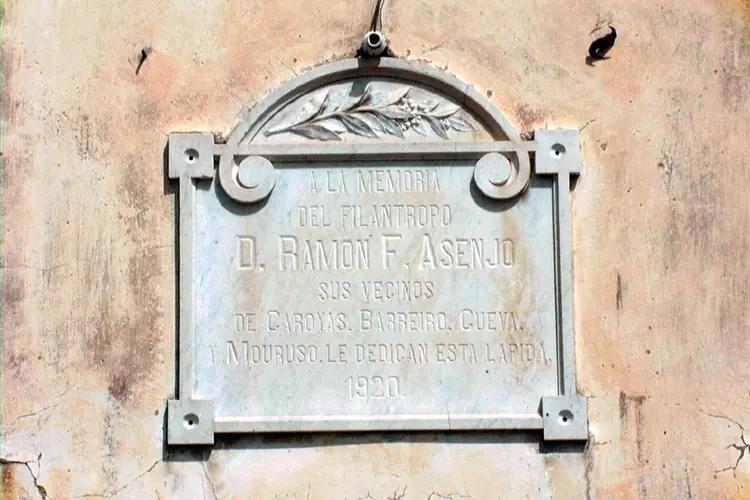 A LA MEMORIA
DEL FILANTROPO
D. RAMON F. ASENJO
SUS VECINOS
DE CAROYAS. BARREIRO. CUEVA.
Y MOURUSO. LE DEDICAN ESTA LAPIDA.
1920.